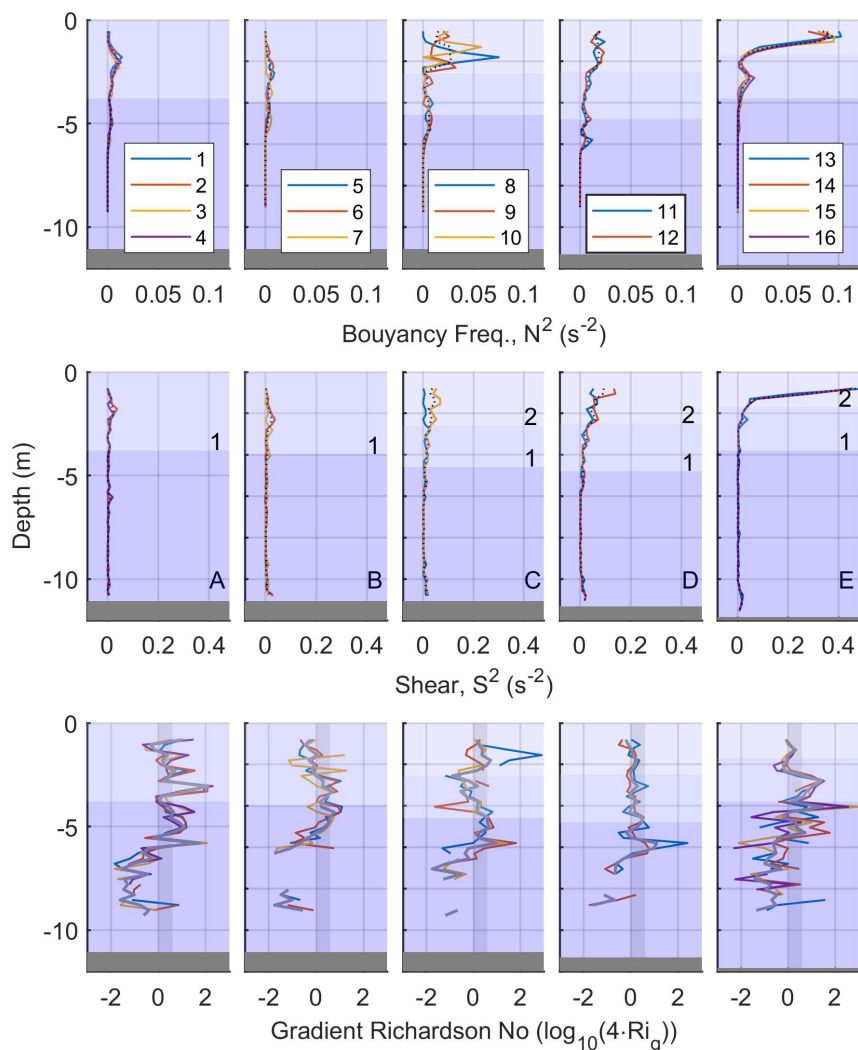 0
-5
-10
1
2
3
4
5
6
7
8
9
10
11
12
13
14
15
16
0 0.05 0.1 0 0.05 0.1 0 0.05 0.1 0 0.05 0.1 0 0.05 0.1
Bouyancy Freq., N² (s⁻²)
0
-5
-10
Depth (m)
1 1 2 1 2 1 2 1
A B C D E
0 0.2 0.4 0 0.2 0.4 0 0.2 0.4 0 0.2 0.4 0 0.2 0.4
Shear, S² (s⁻²)
0
-5
-10
-2 0 2 -2 0 2 -2 0 2 -2 0 2 -2 0 2
Gradient Richardson No (log₁₀(4·Ri_g))